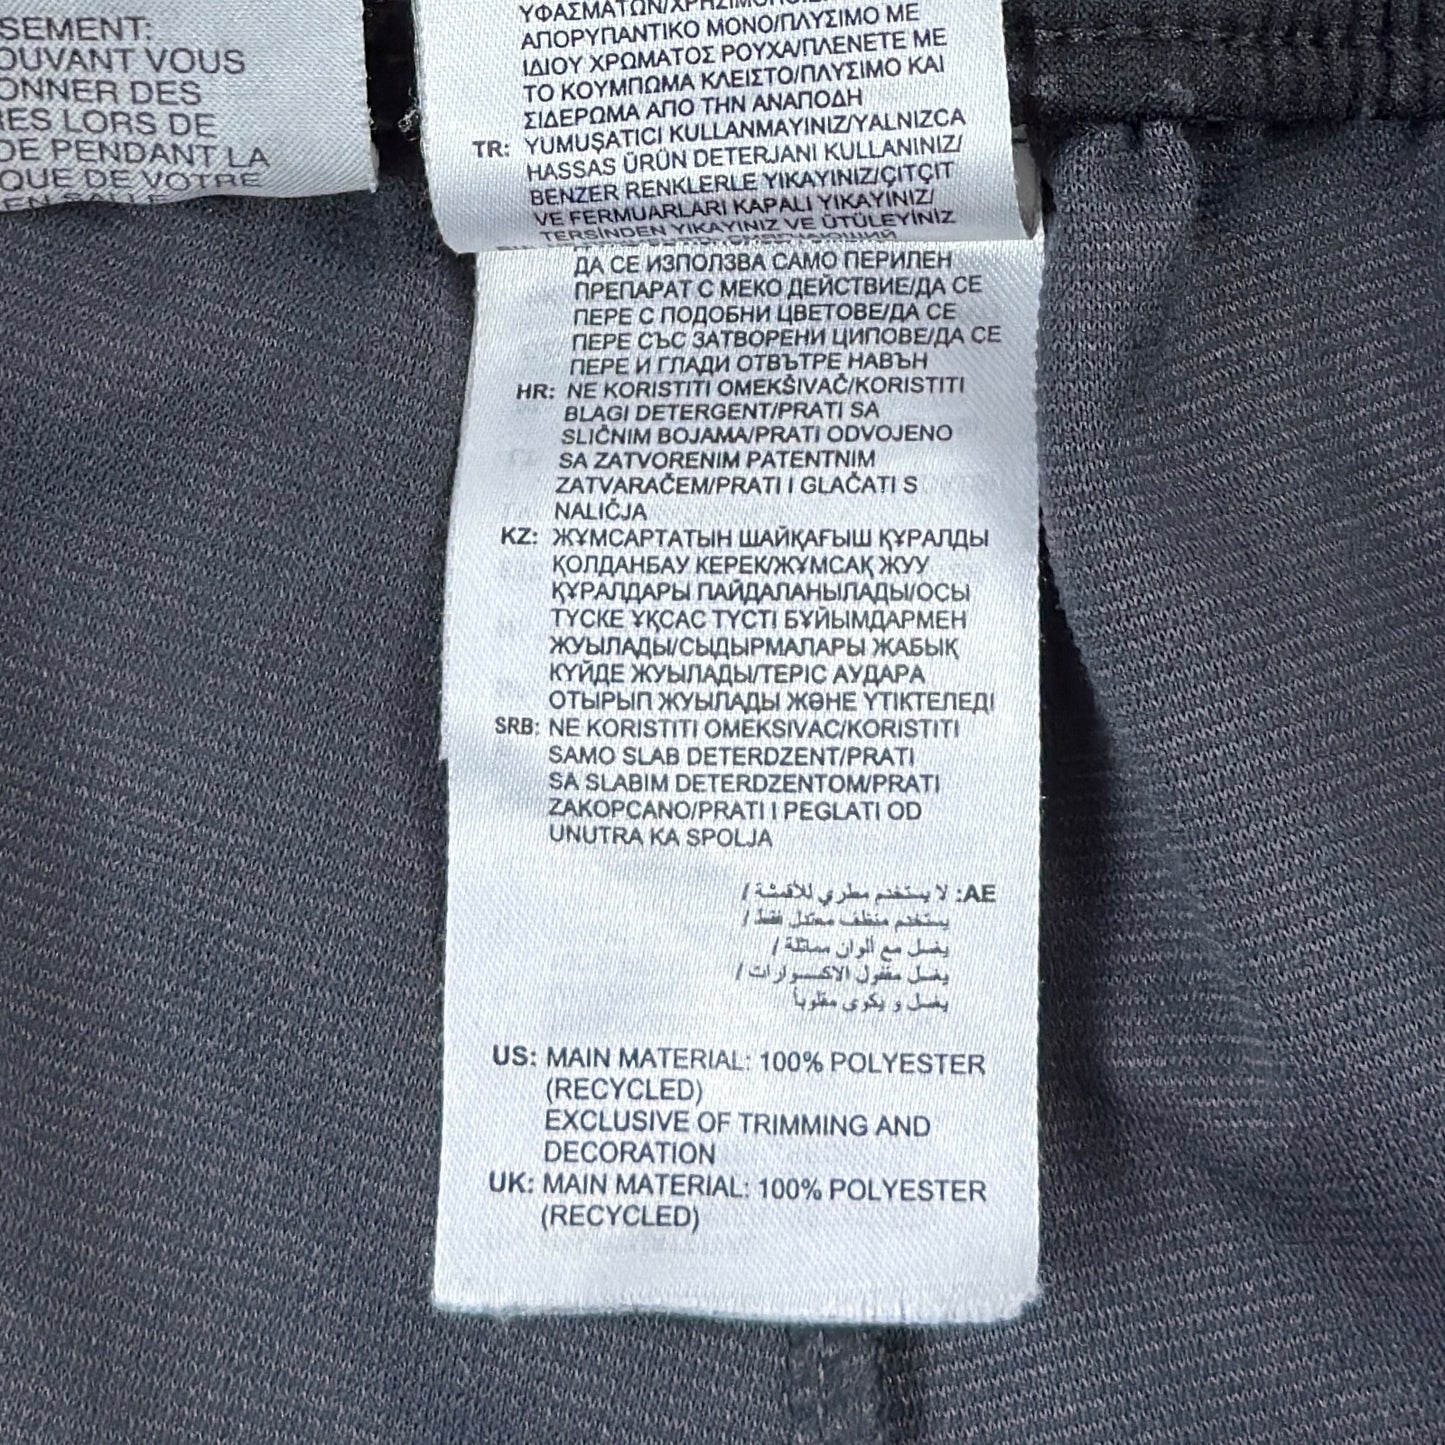 SEMENT:
OUVANT VOUS
ONNER DES
RES LORS DE
DE PENDANT LA
QUE DE VOTRE
ΥΦΑΣΜΑΤΩΝ/ΧΡΗΣΙΜΟΠΟΙΕΙ
ΑΠΟΡΥΠΑΝΤΙΚΟ ΜΟΝΟ/ΠΛΥΣΙΜΟ ΜΕ
ΙΔΙΟΥ ΧΡΩΜΑΤΟΣ ΡΟΥΧΑ/ΠΛΕΝΕΤΕ ΜΕ
ΤΟ ΚΟΥΜΠΩΜΑ ΚΛΕΙΣΤΟ/ΠΛΥΣΙΜΟ ΚΑΙ
ΣΙΔΕΡΩΜΑ ΑΠΟ ΤΗΝ ΑΝΑΠΟΔΗ
TR: YUMUŞATICI KULLANMAYINIZ/YALNIZCA
HASSAS ÜRÜN DETERJANI KULLANINIZ/
BENZER RENKLERLE YIKAYINIZ/ÇITÇIT
VE FERMUARLARI KAPALI YIKAYINIZ/
TERSİNDEN YIKAYINIZ VE ÜTÜLEYİNİZ
ДА СЕ ИЗПОЛЗВА САМО ПЕРИЛЕН
ПРЕПАРАТ С МЕКО ДЕЙСТВИЕ/ДА СЕ
ПЕРЕ С ПОДОБНИ ЦВЕТОВЕ/ДА СЕ
ПЕРЕ СЪС ЗАТВОРЕНИ ЦИПОВЕ/ДА СЕ
ПЕРЕ И ГЛАДИ ОТВЪТРЕ НАВЪН
HR: NE KORISTITI OMEKŠIVAČ/KORISTITI
BLAGI DETERGENT/PRATI SA
SLIČNIM BOJAMA/PRATI ODVOJENO
SA ZATVORENIM PATENTNIM
ZATVARAČEM/PRATI I GLAČATI S
NALIČJA
KZ: ЖҰМСАРТАТЫН ШАЙҚАҒЫШ ҚҰРАЛДЫ
ҚОЛДАНБАУ КЕРЕК/ЖҰМСАҚ ЖУУ
ҚҰРАЛДАРЫ ПАЙДАЛАНЫЛАДЫ/ОСЫ
ТҮСКЕ ҰҚСАС ТҮСТІ БҰЙЫМДАРМЕН
ЖУЫЛАДЫ/СЫДЫРМАЛАРЫ ЖАБЫҚ
КҮЙДЕ ЖУЫЛАДЫ/ТЕРІС АУДАРА
ОТЫРЫП ЖУЫЛАДЫ ЖӘНЕ ҮТІКТЕЛЕДІ
SRB: NE KORISTITI OMEKSIVAC/KORISTITI
SAMO SLAB DETERDZENT/PRATI
SA SLABIM DETERDZENTOM/PRATI
ZAKOPCANO/PRATI I PEGLATI OD
UNUTRA KA SPOLJA
AE: لا يستخدم مطري للأقمشة /
يستخدم منظف معتدل فقط /
يغسل مع ألوان مماثلة /
يغسل مقفول الاكسسوارات /
يغسل و يكوى مقلوباً
US: MAIN MATERIAL: 100% POLYESTER
(RECYCLED)
EXCLUSIVE OF TRIMMING AND
DECORATION
UK: MAIN MATERIAL: 100% POLYESTER
(RECYCLED)